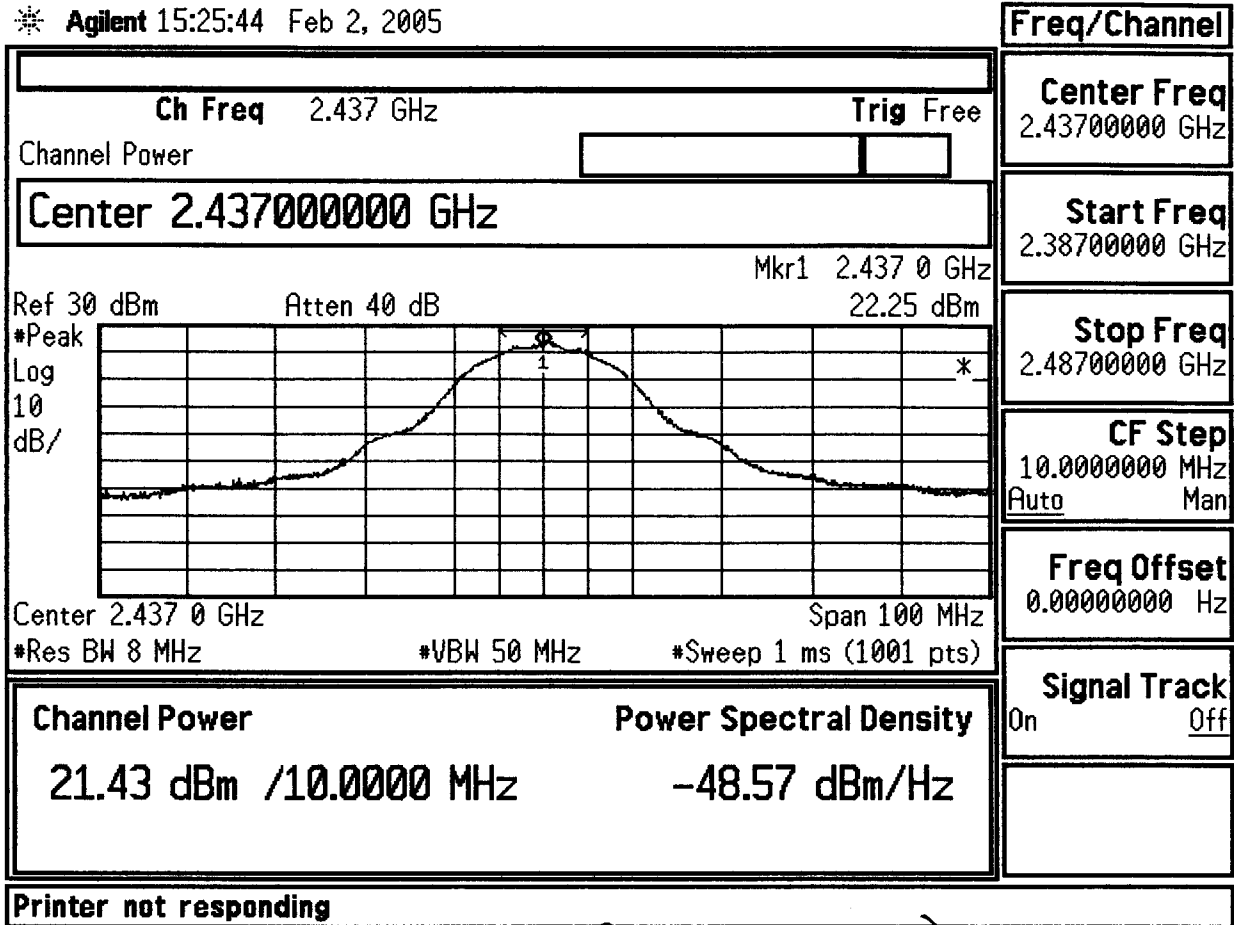 Agilent 15:25:44 Feb 2, 2005
Freq/Channel
Ch Freq 2.437 GHz Trig Free
Channel Power
Center 2.437000000 GHz
Mkr1 2.437 0 GHz
Ref 30 dBm Atten 40 dB 22.25 dBm
#Peak
Log
10
dB/
1
*
Center 2.437 0 GHz Span 100 MHz
#Res BW 8 MHz #VBW 50 MHz #Sweep 1 ms (1001 pts)
Channel Power Power Spectral Density
21.43 dBm /10.0000 MHz -48.57 dBm/Hz
Center Freq
2.43700000 GHz
Start Freq
2.38700000 GHz
Stop Freq
2.48700000 GHz
CF Step
10.0000000 MHz
Auto Man
Freq Offset
0.00000000 Hz
Signal Track
On Off
Printer not responding